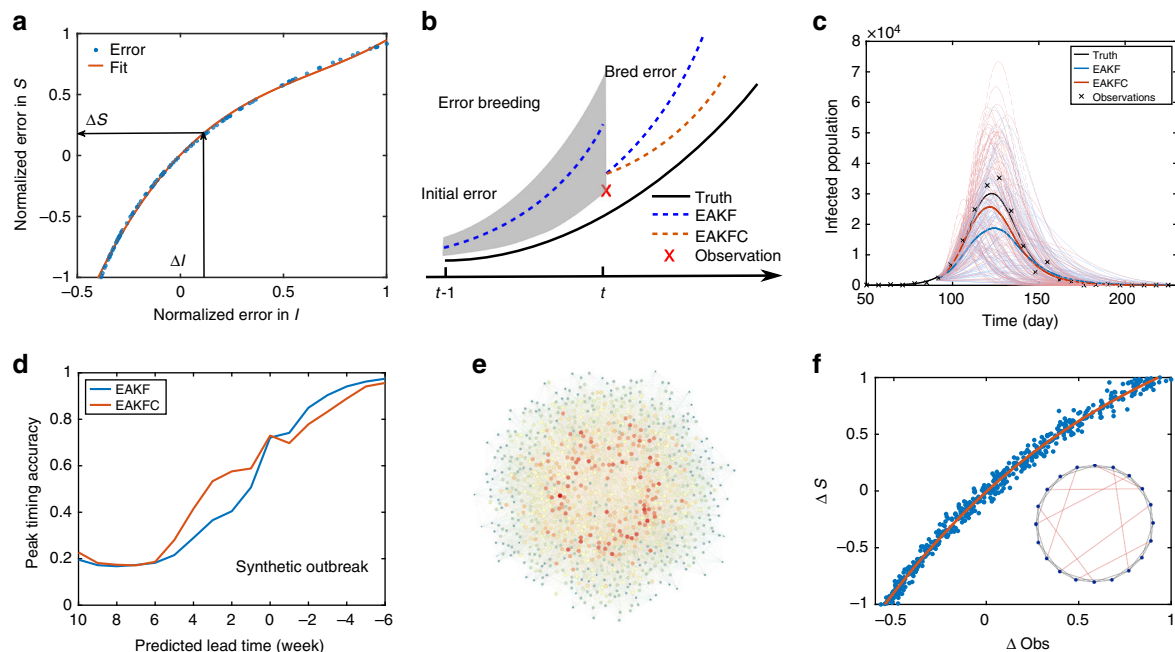 a
1
0.5
0
−0.5
−1
−0.5
0
0.5
1
Normalized error in S
Normalized error in I
Error
Fit
ΔS
ΔI
b
Error breeding
Bred error
Initial error
Truth
EAKF
EAKFC
Observation
t-1
t
c
×10⁴
8
7
6
5
4
3
2
1
0
50
100
150
200
Infected population
Time (day)
Truth
EAKF
EAKFC
Observations
d
1
0.8
0.6
0.4
0.2
0
10
8
6
4
2
0
−2
−4
−6
Peak timing accuracy
Predicted lead time (week)
EAKF
EAKFC
Synthetic outbreak
e
f
1
0.5
0
−0.5
−1
−0.5
0
0.5
1
Δ S
Δ Obs